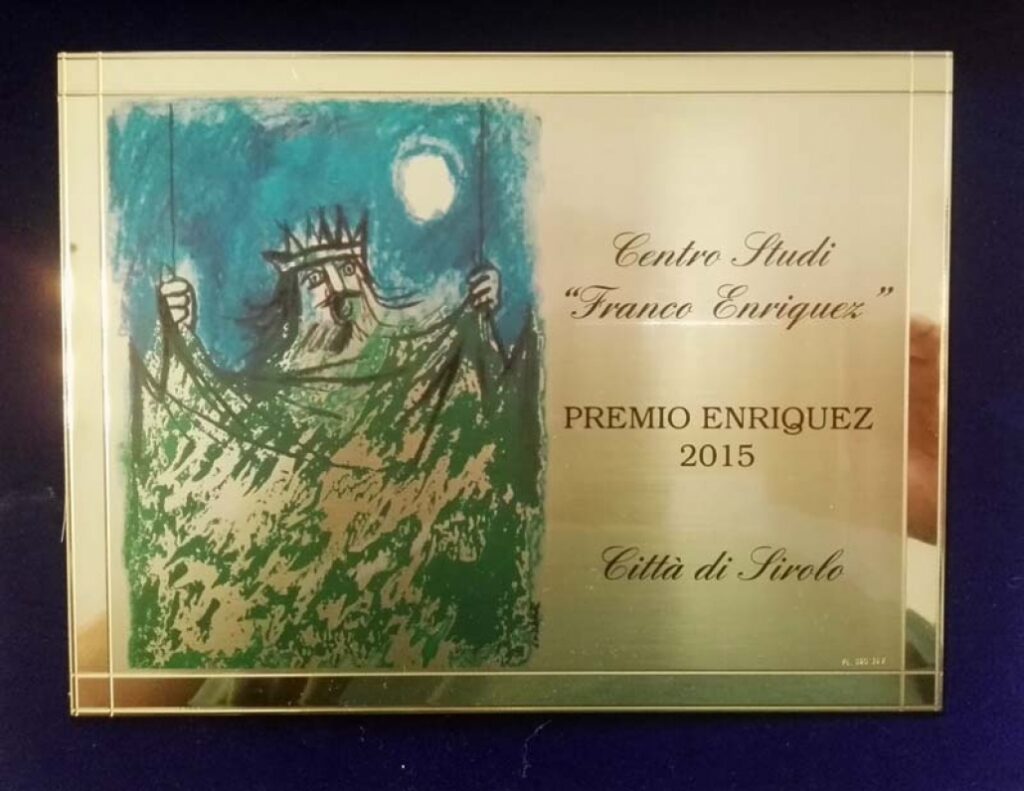 Centro Studi
“Franco Enriquez”
PREMIO ENRIQUEZ
2015
Città di Sirolo